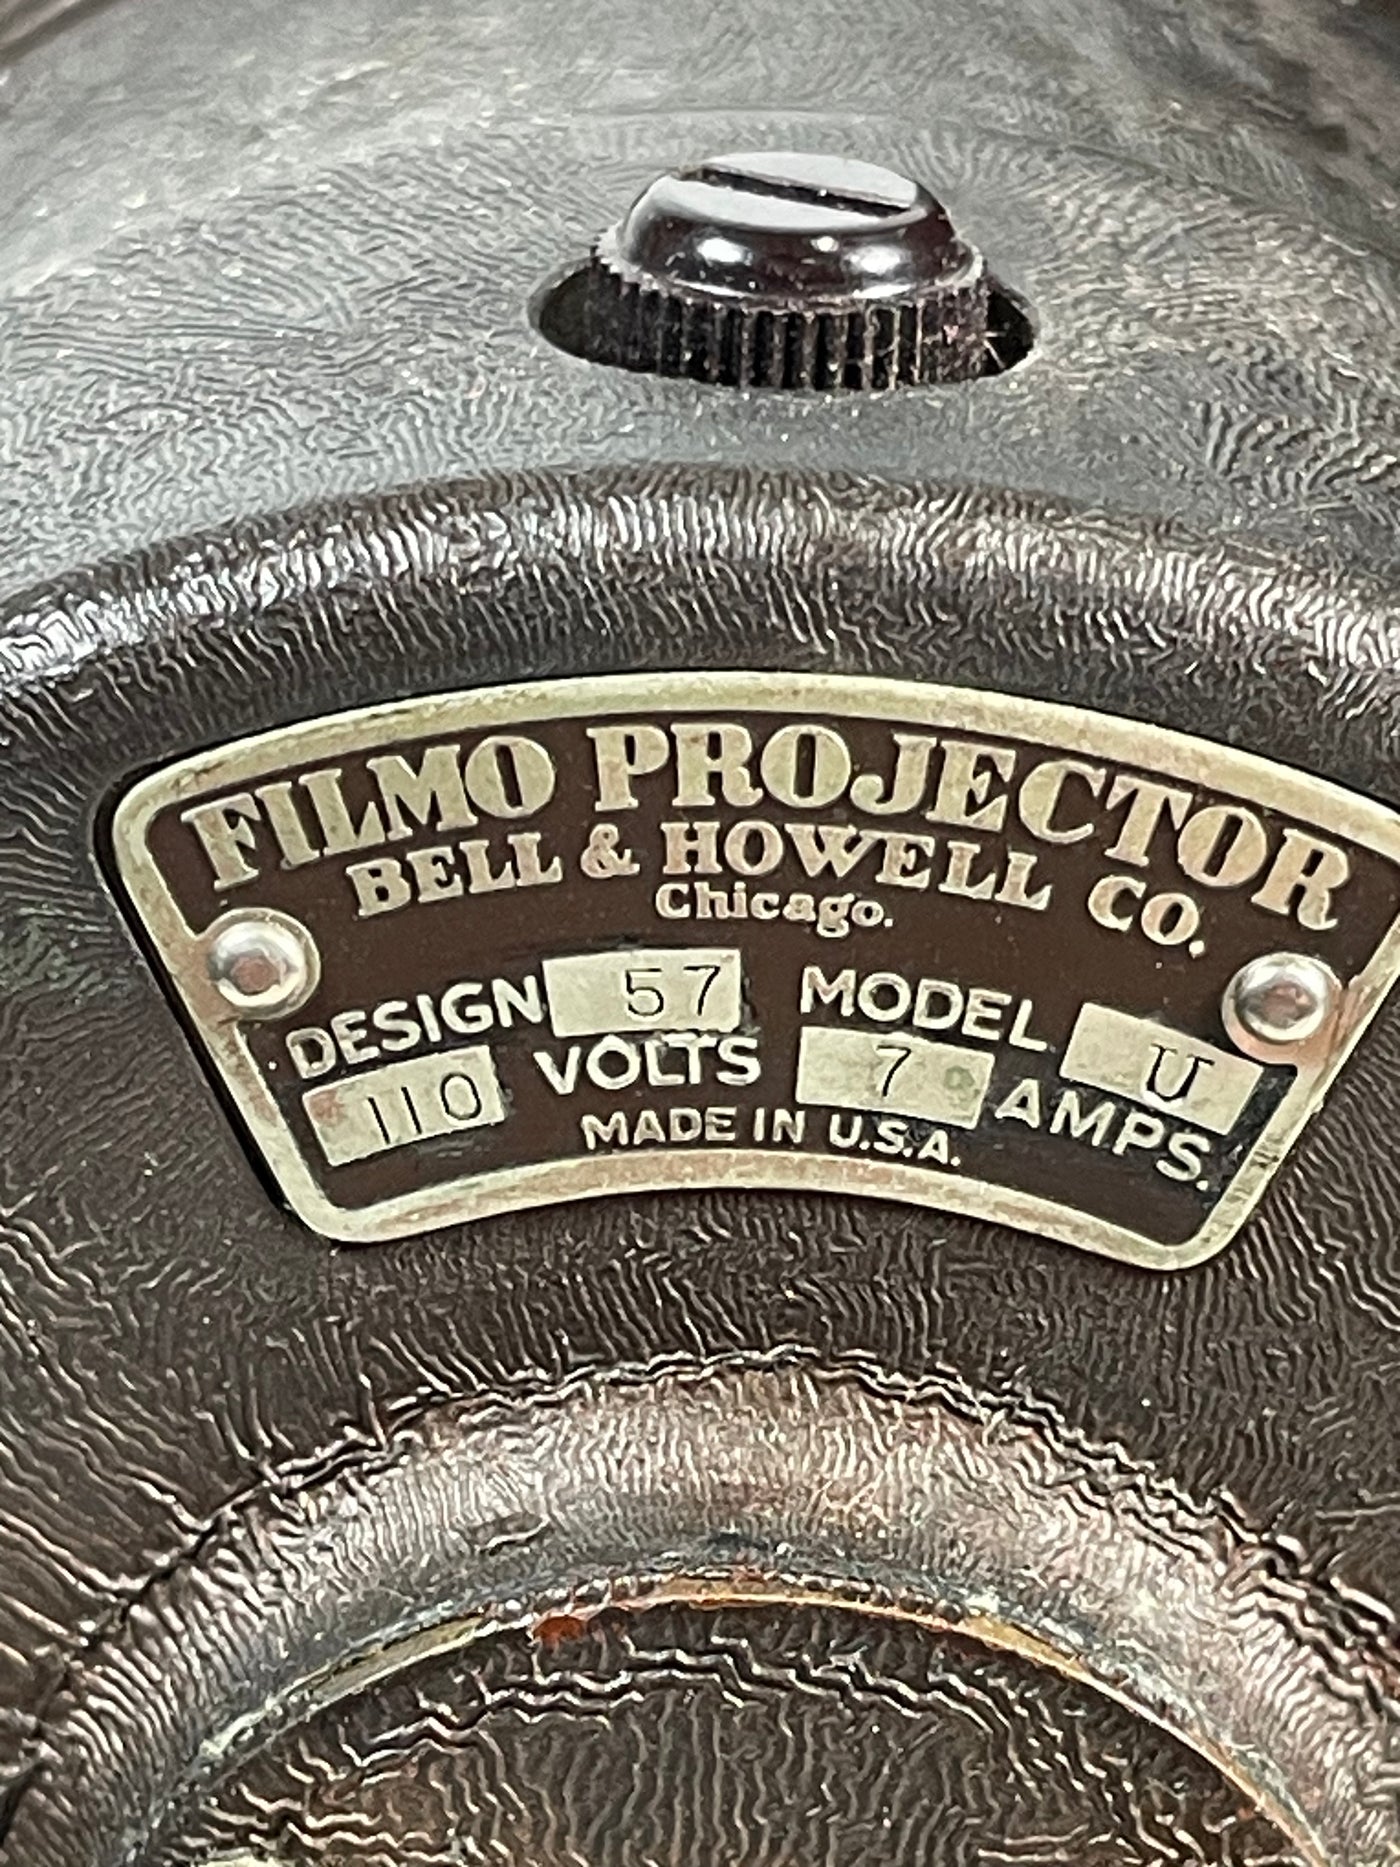 FILMO PROJECTOR
BELL & HOWELL CO.
Chicago.
DESIGN 57 MODEL U
110 VOLTS 7 AMPS.
MADE IN U.S.A.